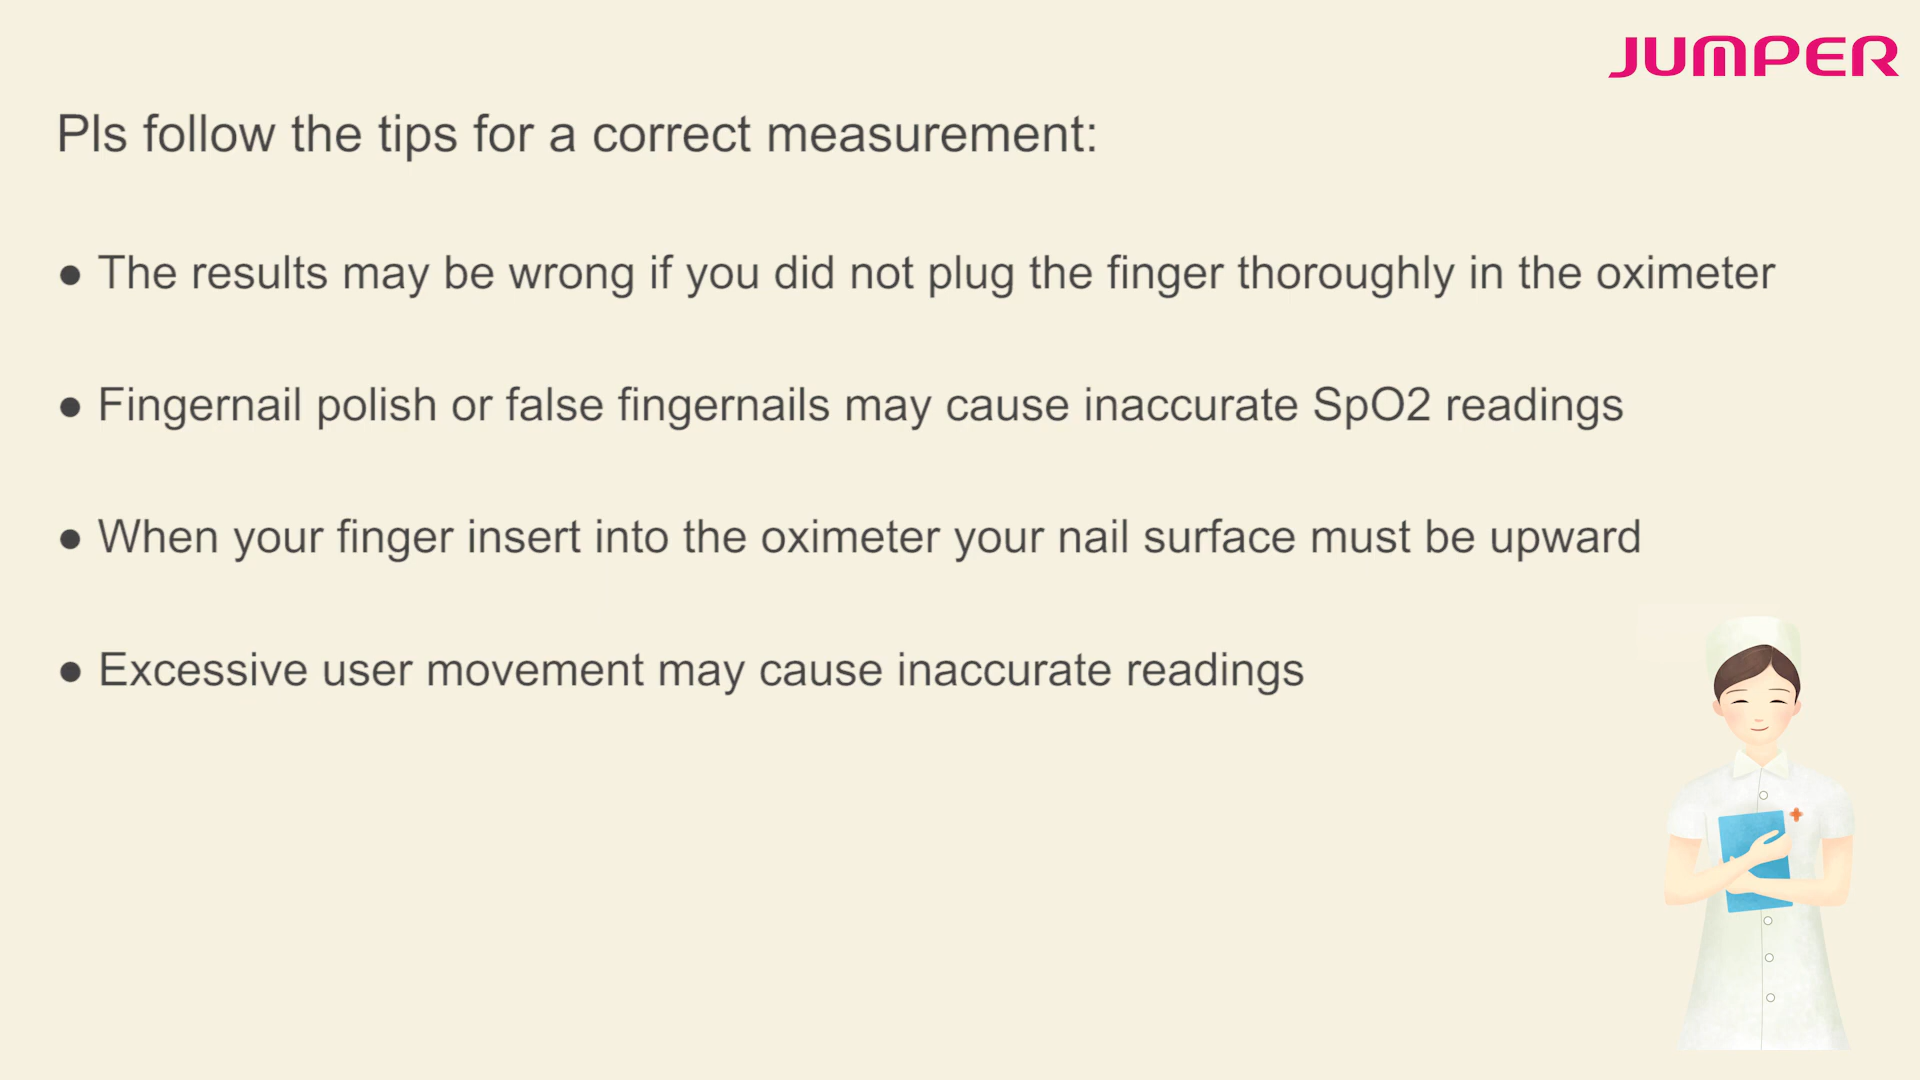 JUMPER
Pls follow the tips for a correct measurement:
● The results may be wrong if you did not plug the finger thoroughly in the oximeter
● Fingernail polish or false fingernails may cause inaccurate SpO2 readings
● When your finger insert into the oximeter your nail surface must be upward
● Excessive user movement may cause inaccurate readings